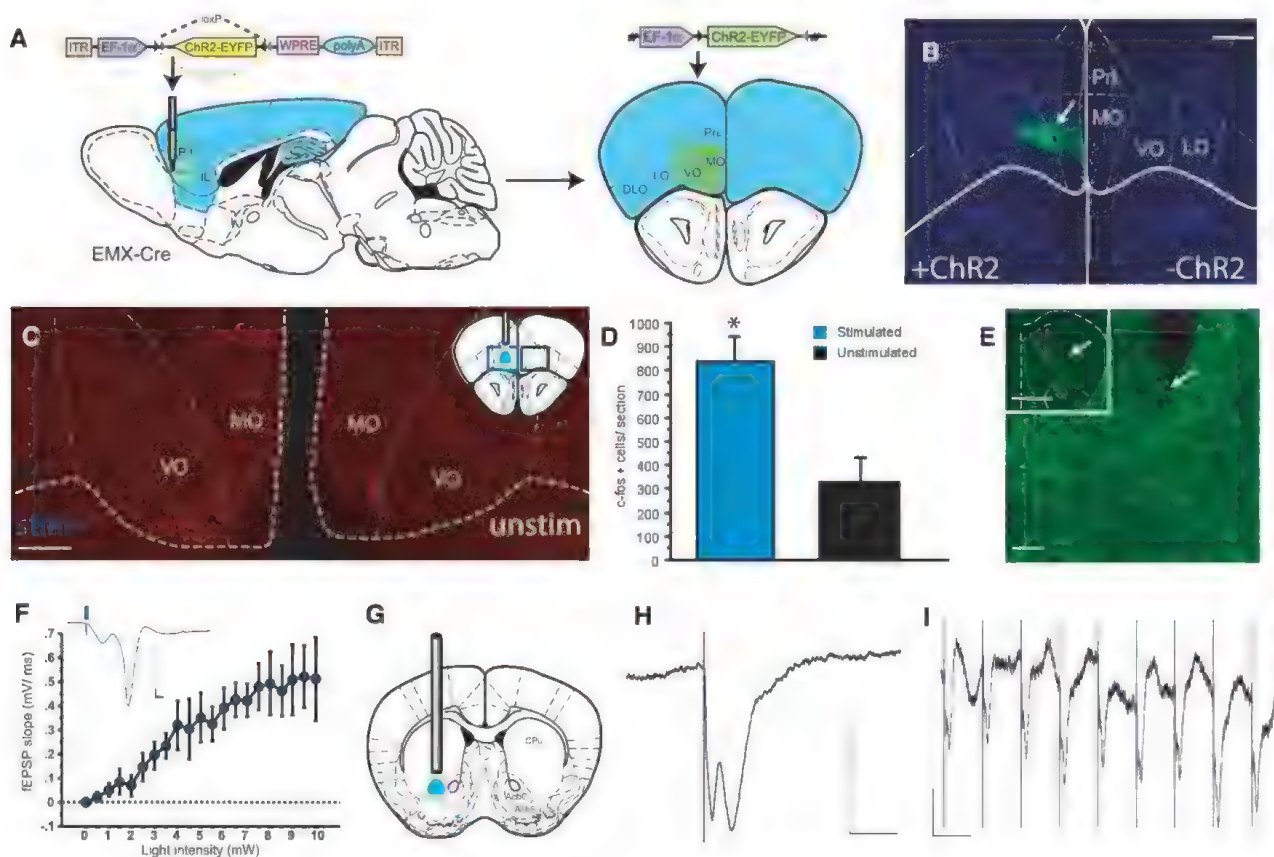 A
loxP
ITR EF-1α ChR2-EYFP WPRE polyA ITR
IL
EMX-Cre
EF-1α ChR2-EYFP
PrL
MO
VO
LO
DLO
B
PrL
MO
VO LO
+ChR2 -ChR2
C
MO MO
VO VO
unstim
D
*
Stimulated
Unstimulated
c-fos + cells/ section
1000
900
800
700
600
500
400
300
200
100
0
E
F
fEPSP slope (mV/ ms)
.7
.6
.5
.4
.3
.2
.1
0
-.1
0 1 2 3 4 5 6 7 8 9 10
Light intensity (mW)
G
CPu
H
I